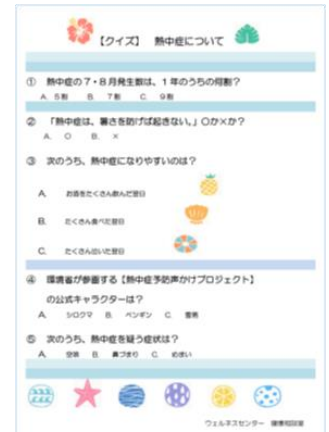 【クイズ】 熱中症について
① 熱中症の7・8月発生数は、1年のうちの何割？
A. 5割 B. 7割 C. 9割
② 「熱中症は、暑さを防げば起きない。」〇か×か？
A. 〇 B. ×
③ 次のうち、熱中症になりやすいのは？
A. お酒をたくさん飲んだ翌日
B. たくさん食べた翌日
C. たくさん泳いだ翌日
④ 環境省が参画する【熱中症予防声かけプロジェクト】
の公式キャラクターは？
A. シロクマ B. ペンギン C.
⑤ 次のうち、熱中症を疑う症状は？
A. 空咳 B. 鼻づまり C. めまい
ウェルネスセンター 健康相談室